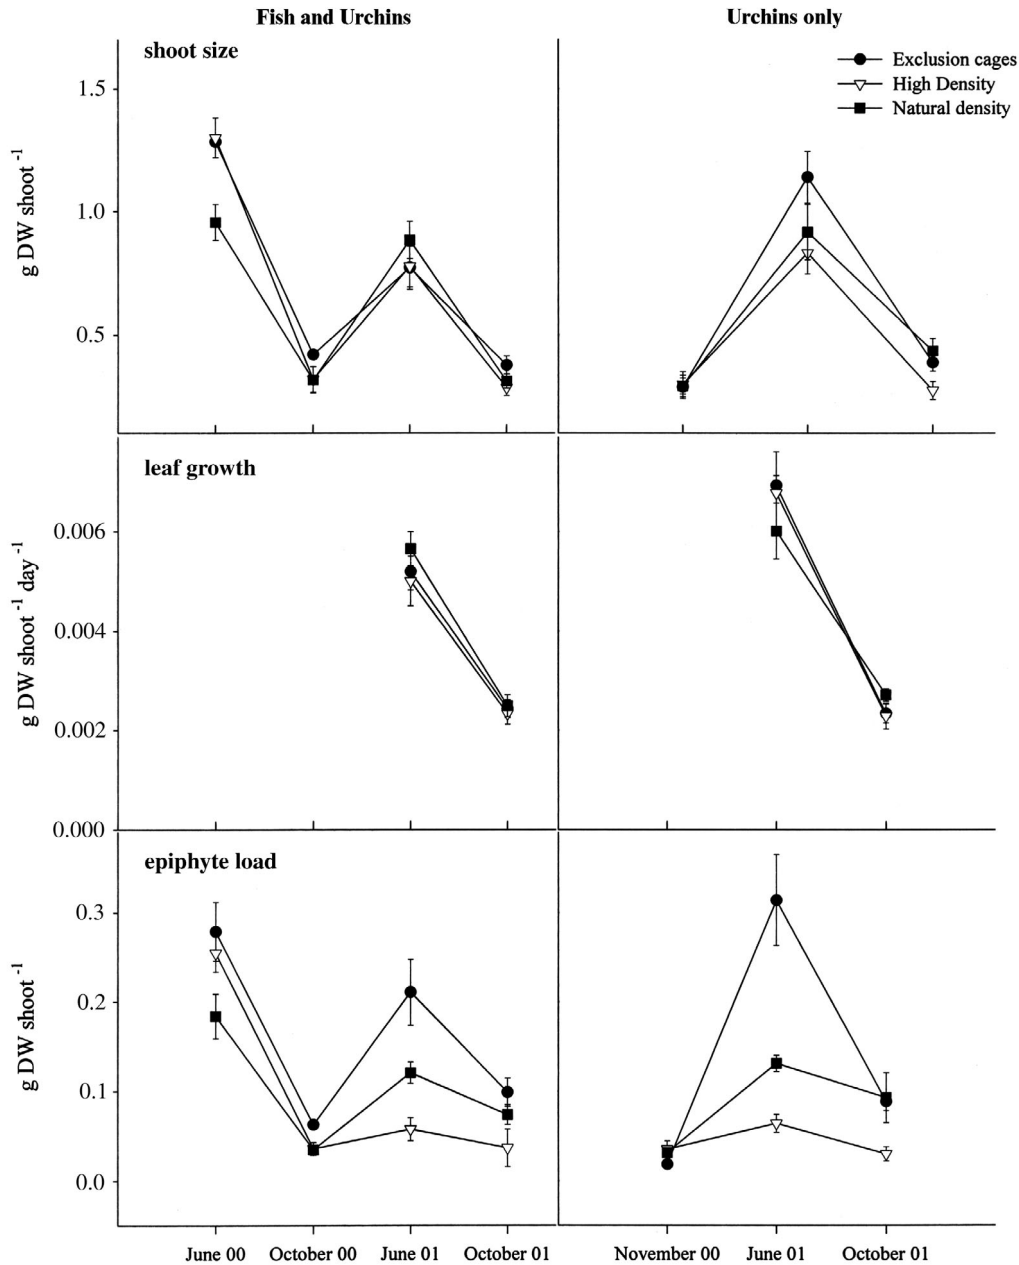 Fish and Urchins
Urchins only
shoot size
Exclusion cages
High Density
Natural density
1.5
1.0
0.5
g DW shoot⁻¹
leaf growth
0.006
0.004
0.002
0.000
g DW shoot⁻¹ day⁻¹
epiphyte load
0.3
0.2
0.1
0.0
g DW shoot⁻¹
June 00 October 00 June 01 October 01
November 00 June 01 October 01